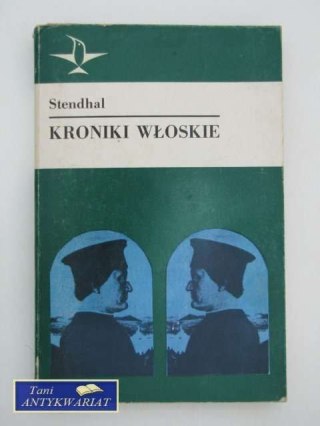 Stendhal
KRONIKI WŁOSKIE
Tani
ANTYKWARIAT